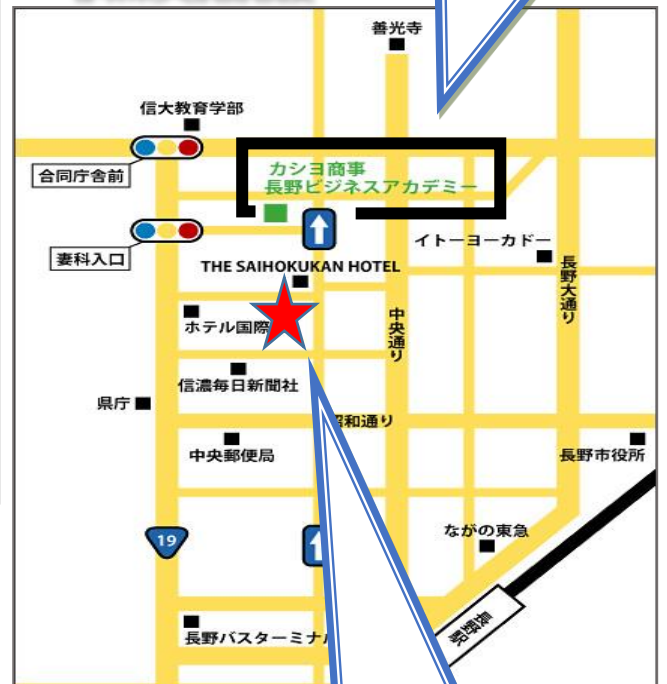 善光寺
信大教育学部
合同庁舎前
カシヨ商事
長野ビジネスアカデミー
妻科入口
イトーヨーカドー
THE SAIHOKUKAN HOTEL
長野大通り
ホテル国際
中央通り
信濃毎日新聞社
県庁
昭和通り
中央郵便局
長野市役所
19
ながの東急
長野駅
長野バスターミナル